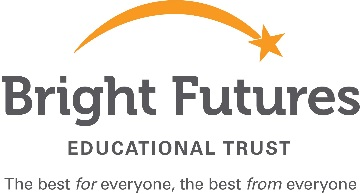 Bright Futures
EDUCATIONAL TRUST
The best for everyone, the best from everyone